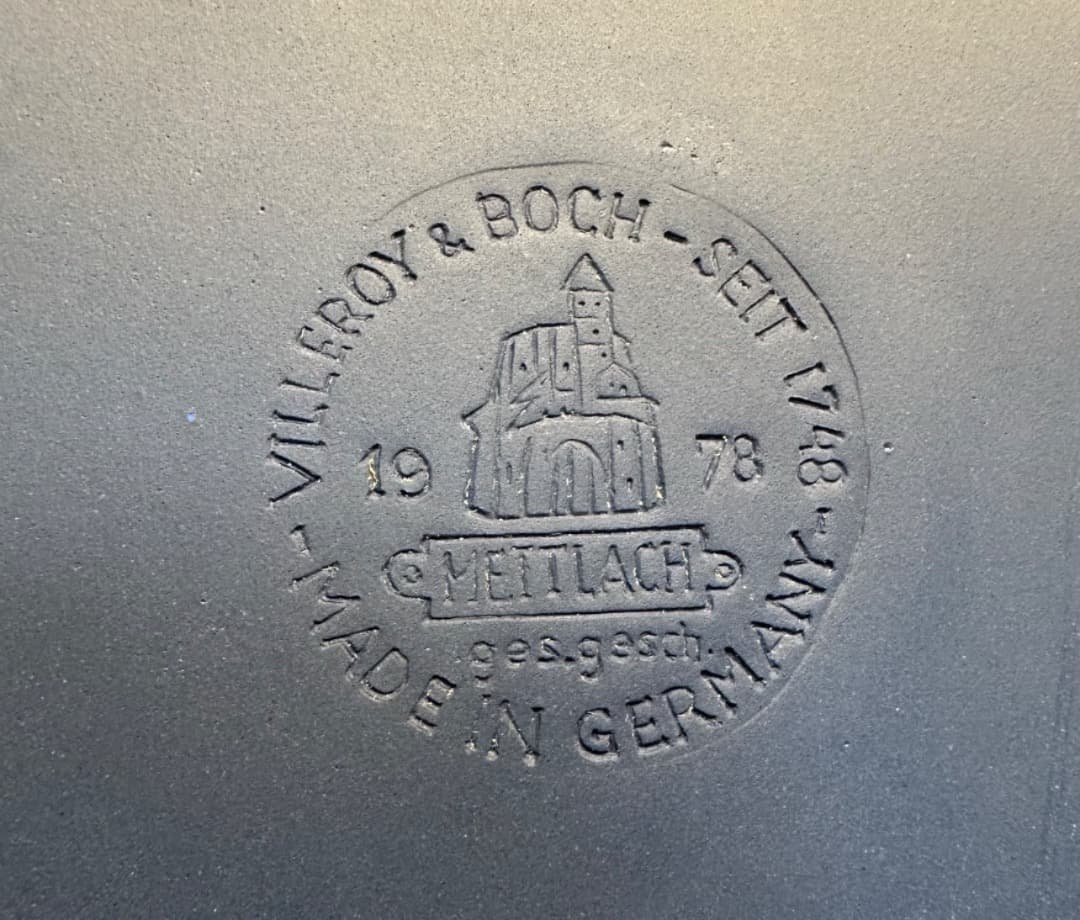 VILLEROY & BOCH - SEIT 1748 -
19 78
METTLACH
ges.gesch.
- MADE IN GERMANY -